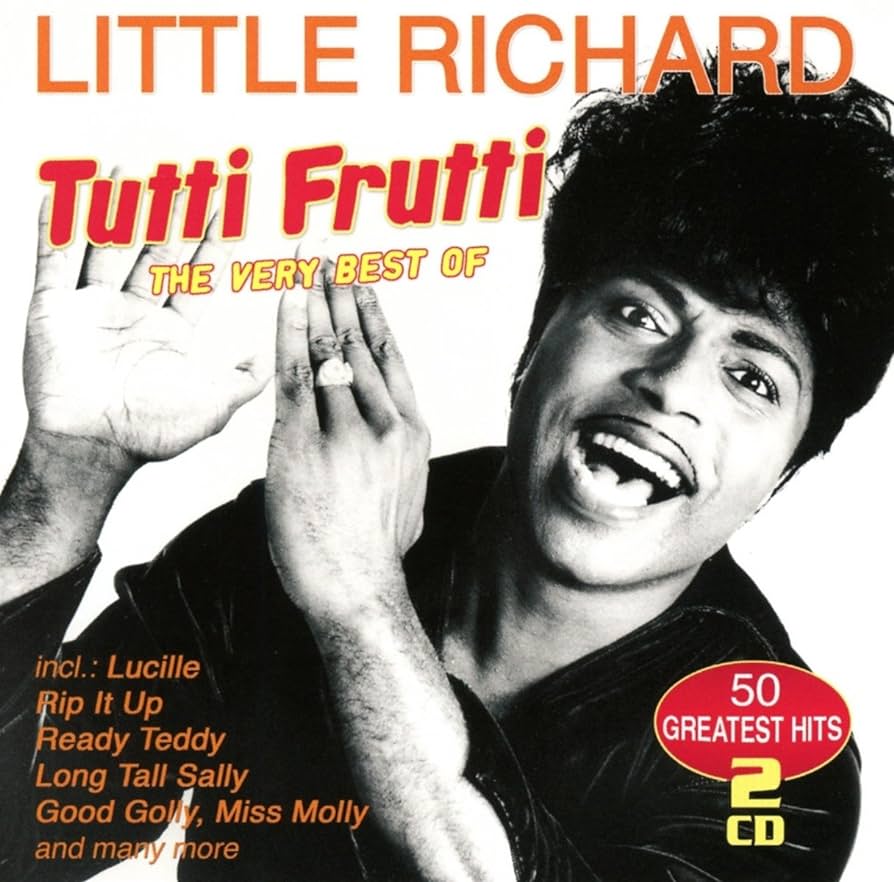 LITTLE RICHARD
Tutti Frutti
THE VERY BEST OF
incl.: Lucille
Rip It Up
Ready Teddy
Long Tall Sally
Good Golly, Miss Molly
and many more
50
GREATEST HITS
2
CD